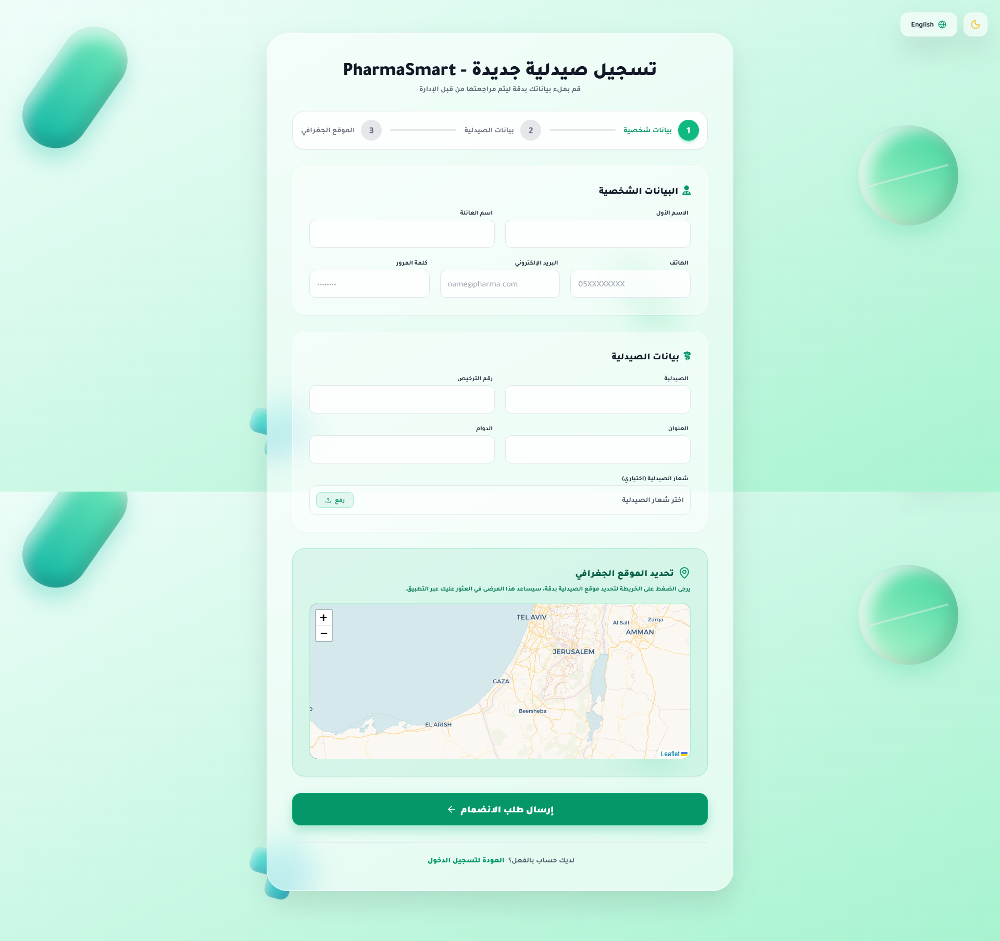 English
تسجيل صيدلية جديدة - PharmaSmart
قم بملء بياناتك بدقة ليتم مراجعتها من قبل الإدارة
1 بيانات شخصية 2 بيانات الصيدلية 3 الموقع الجغرافي
البيانات الشخصية
الاسم الأول اسم العائلة
الهاتف البريد الإلكتروني كلمة المرور
05XXXXXXXX name@pharma.com ••••••••
بيانات الصيدلية
الصيدلية رقم الترخيص
العنوان الدوام
شعار الصيدلية (اختياري)
اختر شعار الصيدلية رفع
تحديد الموقع الجغرافي
يرجى الضغط على الخريطة لتحديد موقع الصيدلية بدقة، سيساعد هذا المرضى في العثور عليك عبر التطبيق.
+
−
TEL AVIV
Al Salt
Zarqa
AMMAN
JERUSALEM
GAZA
Beersheba
EL ARISH
Leaflet
إرسال طلب الانضمام ←
لديك حساب بالفعل؟ العودة لتسجيل الدخول